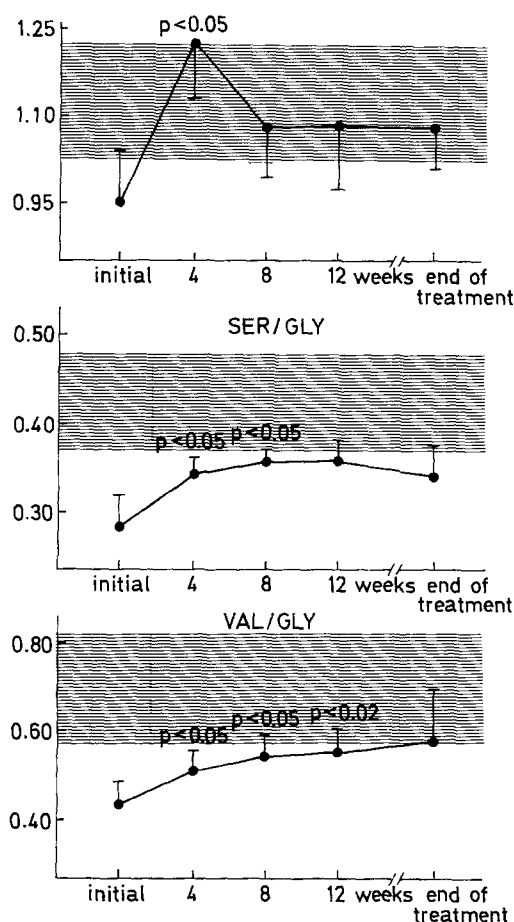 1.25
p<0.05
1.10
0.95
initial 4 8 12 weeks end of
treatment
SER/GLY
0.50
0.40
p<0.05 p<0.05
0.30
initial 4 8 12 weeks end of
treatment
VAL/GLY
0.80
p<0.05 p<0.05 p<0.02
0.60
0.40
initial 4 8 12 weeks end of
treatment